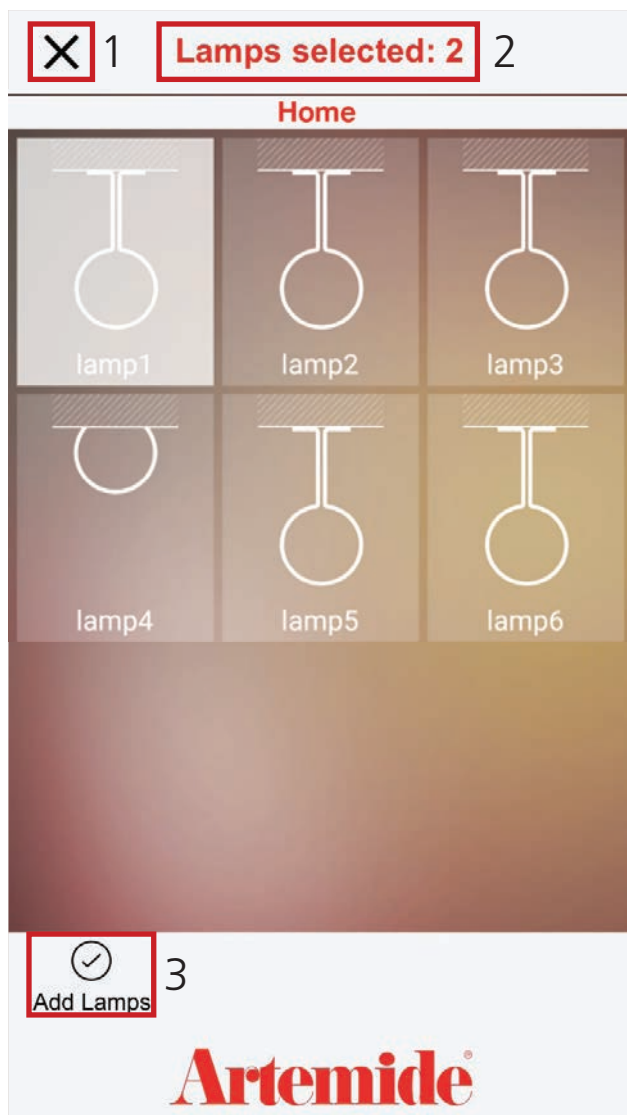 1 Lamps selected: 2 2
Home
lamp1 lamp2 lamp3
lamp4 lamp5 lamp6
Add Lamps 3
Artemide®